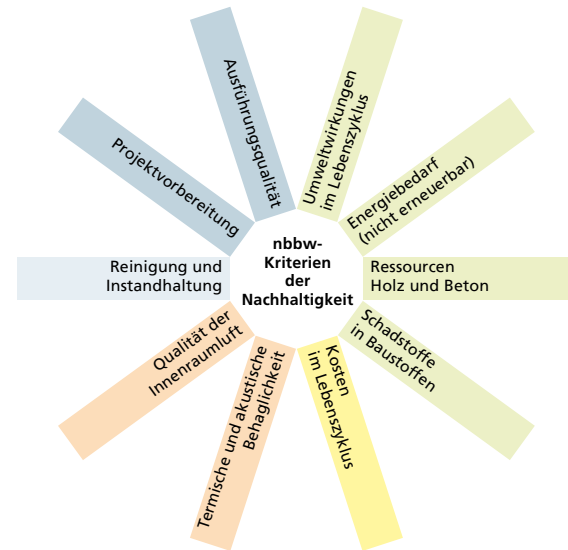 nbbw-
Kriterien
der
Nachhaltigkeit
Umweltwirkungen
im Lebenszyklus
Energiebedarf
(nicht erneuerbar)
Ressourcen
Holz und Beton
Schadstoffe
in Baustoffen
Kosten
im Lebenszyklus
Termische und akustische
Behaglichkeit
Qualität der
Innenraumluft
Reinigung und
Instandhaltung
Projektvorbereitung
Ausführungsqualität